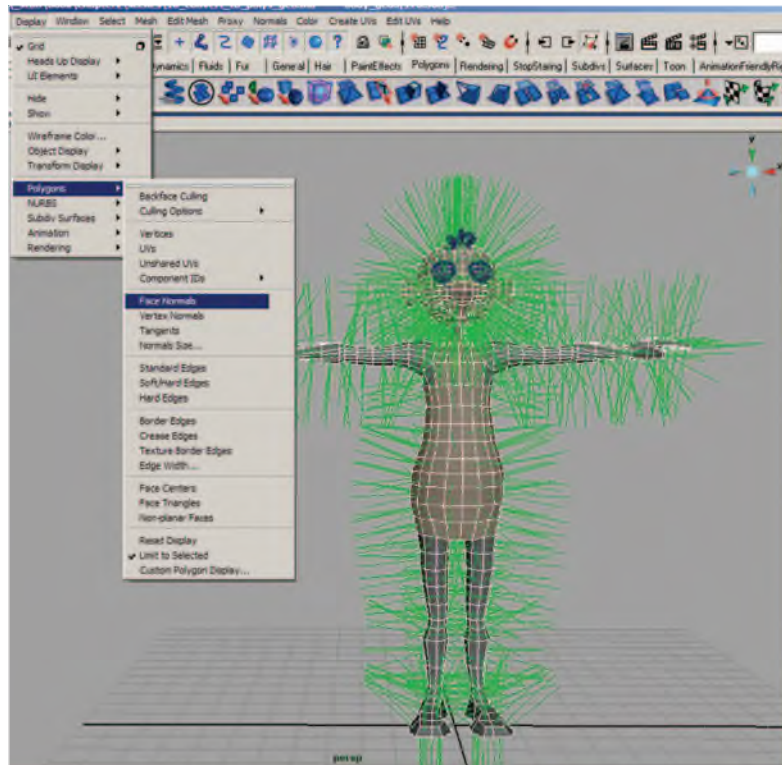 Display Window Select Mesh Edit Mesh Proxy Normals Color Create UVs Edit UVs Help
Grid
Heads Up Display
UI Elements
Hide
Show
Wireframe Color...
Object Display
Transform Display
Polygons
NURBS
Subdiv Surfaces
Animation
Rendering
Dynamics Fluids Fur General Hair PaintEffects Polygons Rendering StopStaring Subdivs Surfaces Toon
Backface Culling
Culling Options
Vertices
UVs
Unshared UVs
Component IDs
Face Normals
Vertex Normals
Tangents
Normals Size...
Standard Edges
Soft/Hard Edges
Hard Edges
Border Edges
Crease Edges
Texture Border Edges
Edge Width...
Face Centers
Face Triangles
Non-planar Faces
Reset Display
Limit to Selected
Custom Polygon Display...
y
x
persp